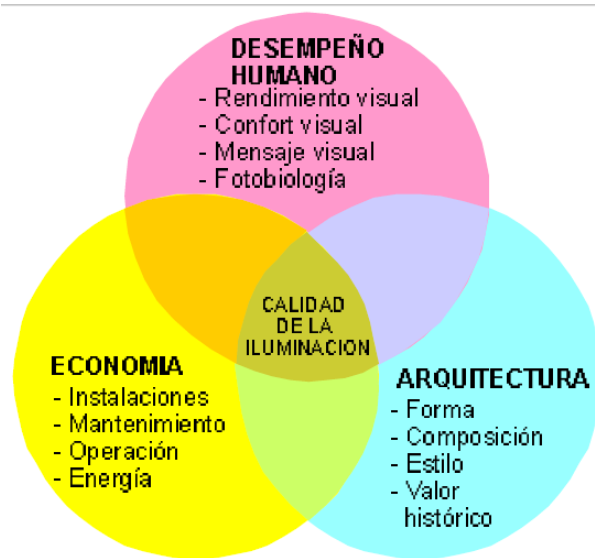 DESEMPEÑO
HUMANO
- Rendimiento visual
- Confort visual
- Mensaje visual
- Fotobiología
CALIDAD
DE LA
ILUMINACION
ECONOMIA
- Instalaciones
- Mantenimiento
- Operación
- Energía
ARQUITECTURA
- Forma
- Composición
- Estilo
- Valor
histórico